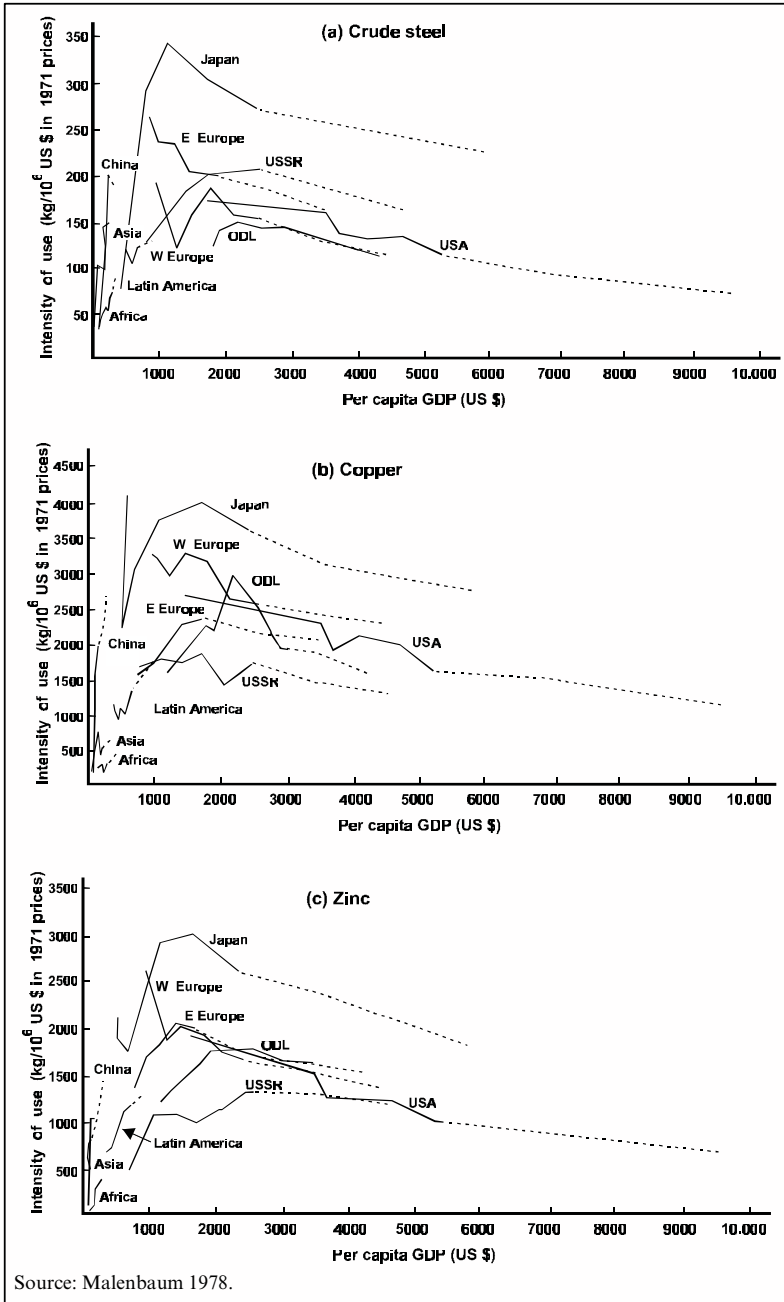 (a) Crude steel
Intensity of use (kg/10⁶ US $ in 1971 prices)
350
300
250
200
150
100
50
Japan
E Europe
China
USSR
Asia
W Europe
ODL
USA
Latin America
Africa
1000 2000 3000 4000 5000 6000 7000 8000 9000 10.000
Per capita GDP (US $)
(b) Copper
Intensity of use (kg/10⁶ US $ in 1971 prices)
4500
4000
3500
3000
2500
2000
1500
1000
500
Japan
W Europe
ODL
E Europe
China
USA
USSR
Latin America
Asia
Africa
1000 2000 3000 4000 5000 6000 7000 8000 9000 10.000
Per capita GDP (US $)
(c) Zinc
Intensity of use (kg/10⁶ US $ in 1971 prices)
3500
3000
2500
2000
1500
1000
500
Japan
W Europe
E Europe
ODL
China
USSR
USA
Latin America
Asia
Africa
1000 2000 3000 4000 5000 6000 7000 8000 9000 10.000
Per capita GDP (US $)
Source: Malenbaum 1978.